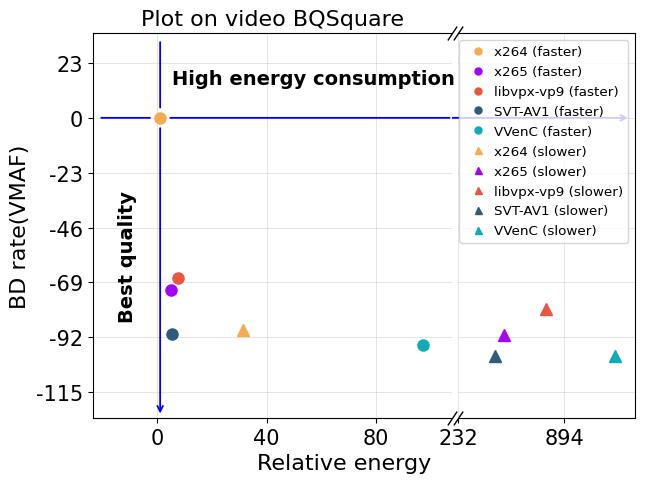 Plot on video BQSquare
High energy consumption
x264 (faster)
x265 (faster)
libvpx-vp9 (faster)
SVT-AV1 (faster)
VVenC (faster)
x264 (slower)
x265 (slower)
libvpx-vp9 (slower)
SVT-AV1 (slower)
VVenC (slower)
Best quality
BD rate(VMAF)
23
0
-23
-46
-69
-92
-115
0 40 80 232 894
Relative energy